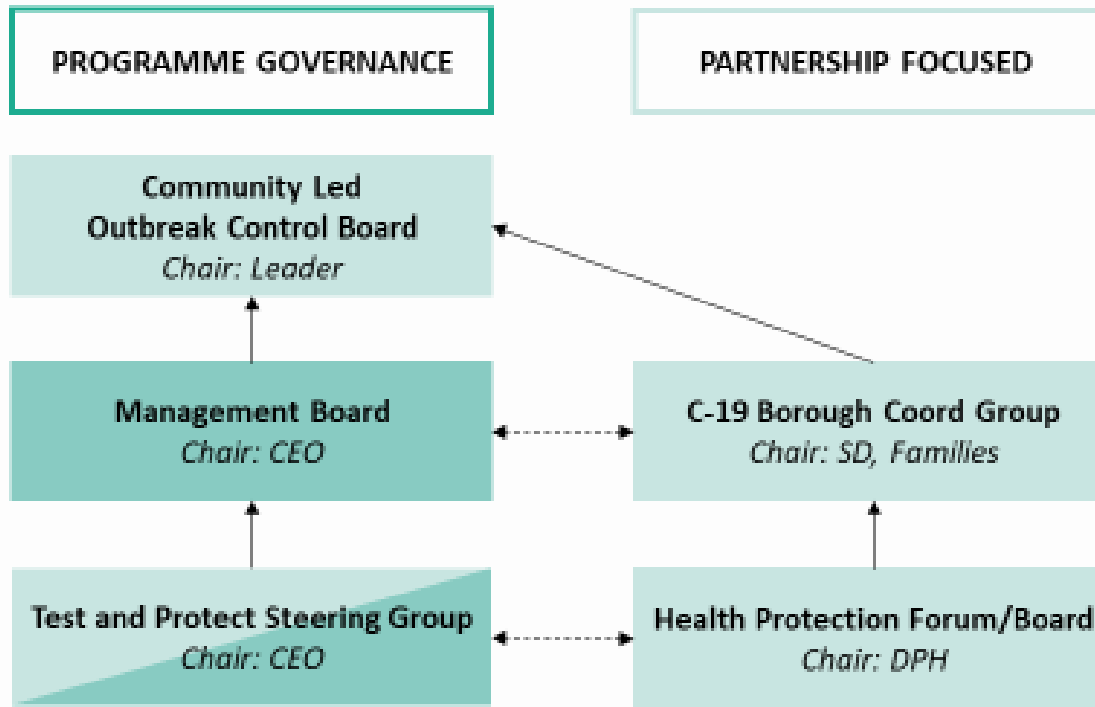 PROGRAMME GOVERNANCE
PARTNERSHIP FOCUSED
Community Led
Outbreak Control Board
Chair: Leader
Management Board
Chair: CEO
C-19 Borough Coord Group
Chair: SD, Families
Test and Protect Steering Group
Chair: CEO
Health Protection Forum/Board
Chair: DPH